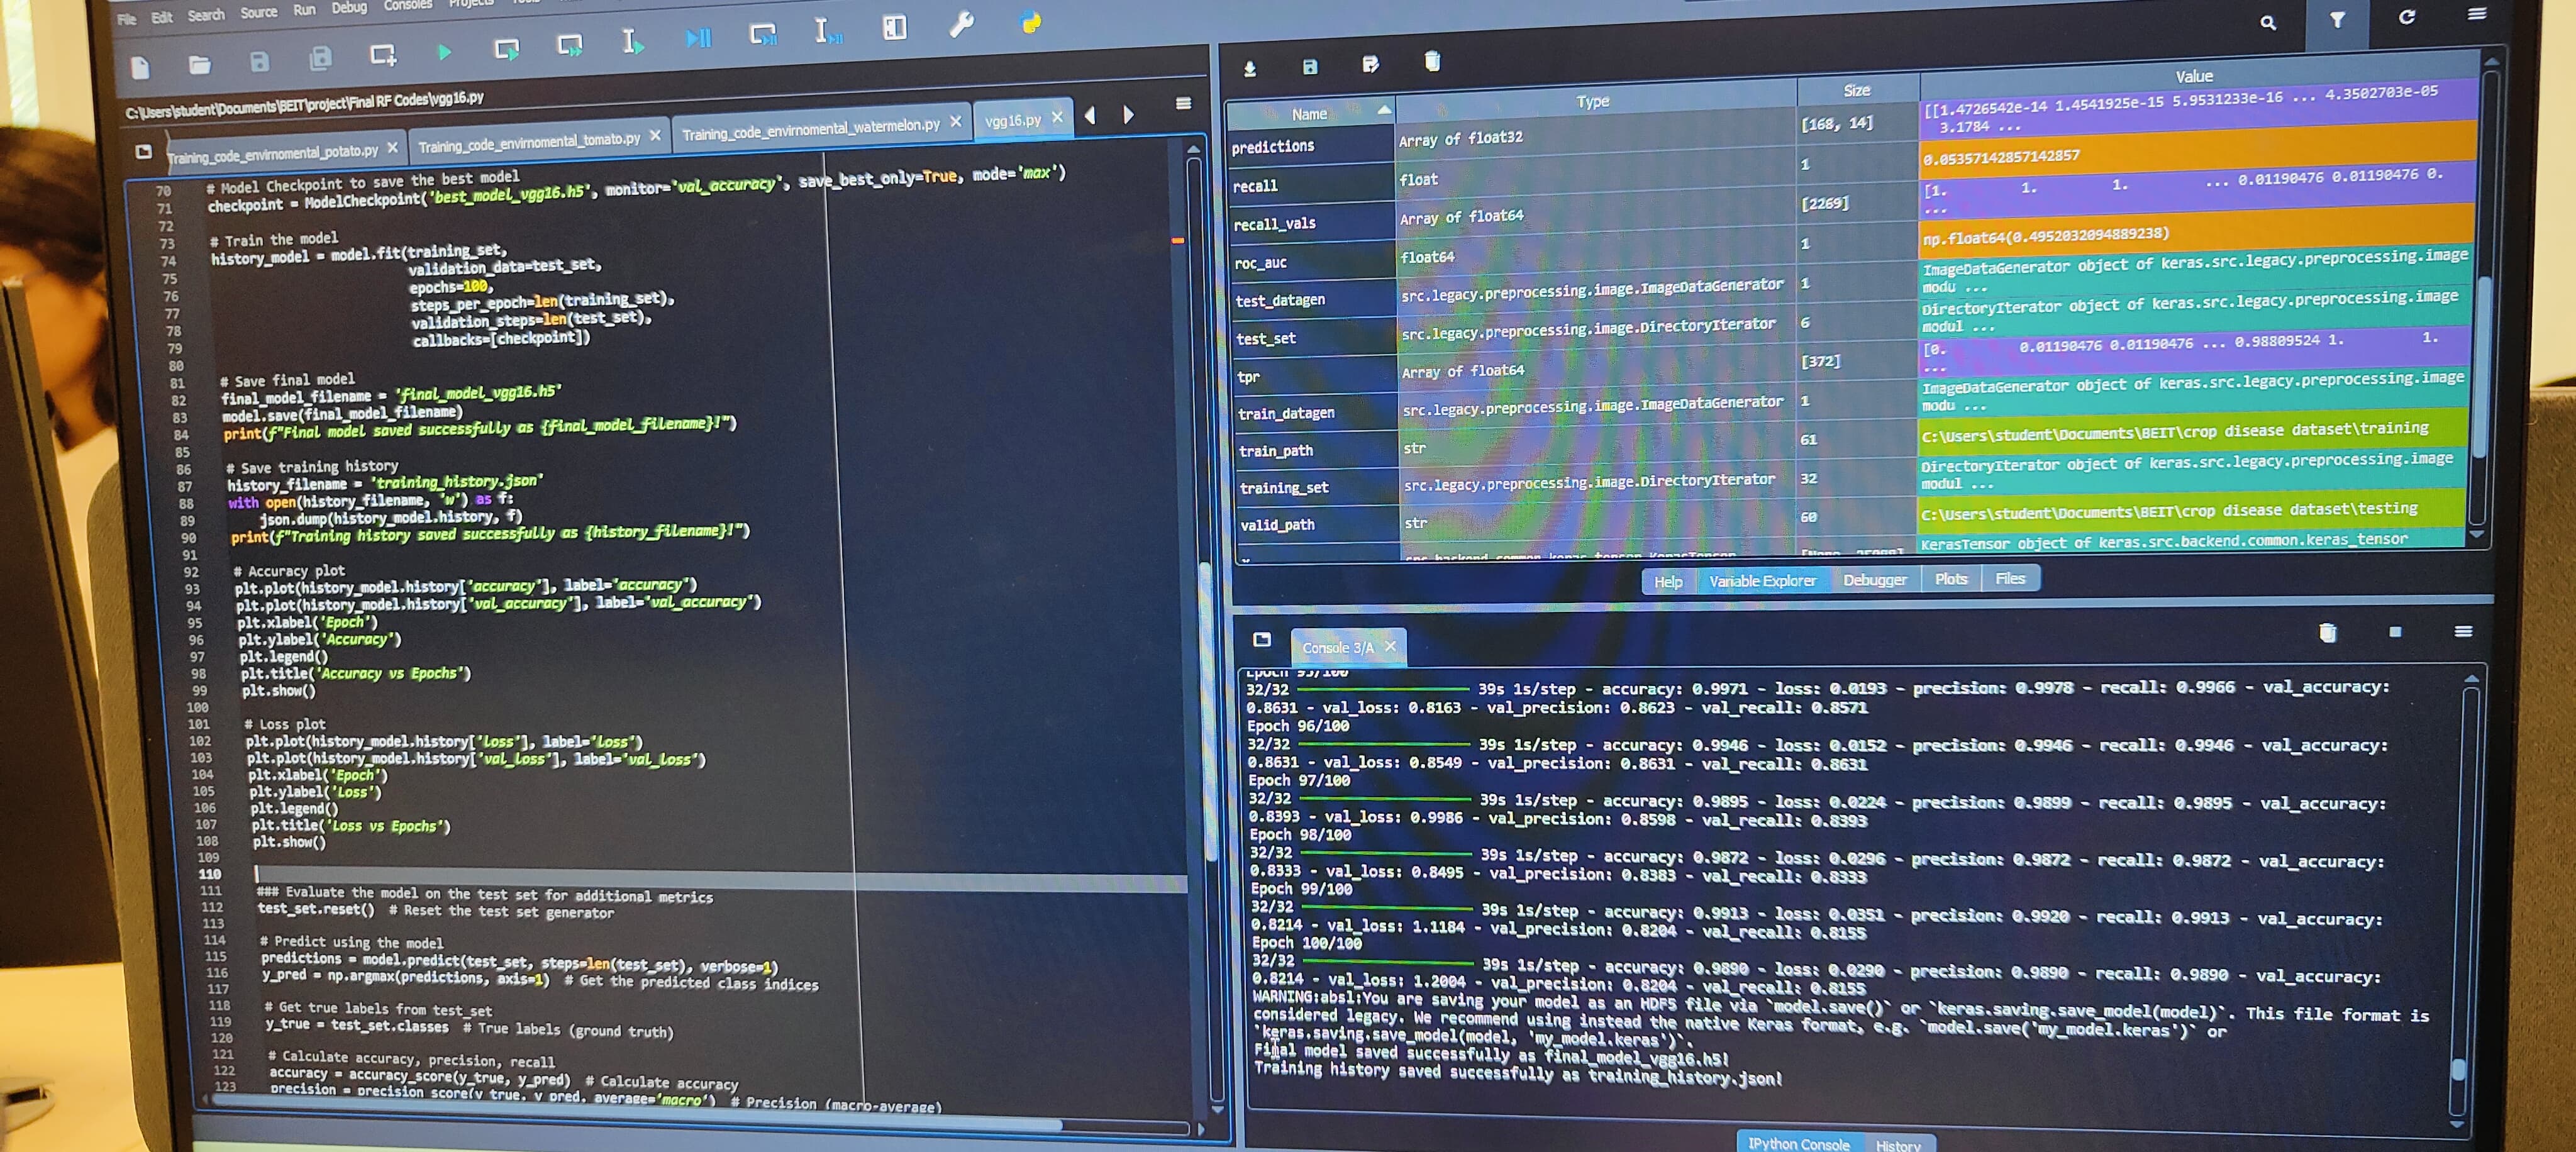 File Edit Search Source Run Debug Consoles Projects
C:\Users\student\Documents\BEIT\project\Final RF Codes\vgg16.py
Training_code_envirnomental_potato.py
Training_code_envirnomental_tomato.py
Training_code_envirnomental_watermelon.py
vgg16.py
70 # Model Checkpoint to save the best model
71 checkpoint = ModelCheckpoint('best_model_vgg16.h5', monitor='val_accuracy', save_best_only=True, mode='max')
72
73 # Train the model
74 history_model = model.fit(training_set,
75 validation_data=test_set,
76 epochs=100,
77 steps_per_epoch=len(training_set),
78 validation_steps=len(test_set),
79 callbacks=[checkpoint])
80
81 # Save final model
82 final_model_filename = 'final_model_vgg16.h5'
83 model.save(final_model_filename)
84 print(f"Final model saved successfully as {final_model_filename}!")
85
86 # Save training history
87 history_filename = 'training_history.json'
88 with open(history_filename, 'w') as f:
89 json.dump(history_model.history, f)
90 print(f"Training history saved successfully as {history_filename}!")
91
92 # Accuracy plot
93 plt.plot(history_model.history['accuracy'], label='accuracy')
94 plt.plot(history_model.history['val_accuracy'], label='val_accuracy')
95 plt.xlabel('Epoch')
96 plt.ylabel('Accuracy')
97 plt.legend()
98 plt.title('Accuracy vs Epochs')
99 plt.show()
100
101 # Loss plot
102 plt.plot(history_model.history['loss'], label='loss')
103 plt.plot(history_model.history['val_loss'], label='val_loss')
104 plt.xlabel('Epoch')
105 plt.ylabel('Loss')
106 plt.legend()
107 plt.title('Loss vs Epochs')
108 plt.show()
109
110
111 ### Evaluate the model on the test set for additional metrics
112 test_set.reset() # Reset the test set generator
113
114 # Predict using the model
115 predictions = model.predict(test_set, steps=len(test_set), verbose=1)
116 y_pred = np.argmax(predictions, axis=1) # Get the predicted class indices
117
118 # Get true labels from test_set
119 y_true = test_set.classes # True labels (ground truth)
120
121 # Calculate accuracy, precision, recall
122 accuracy = accuracy_score(y_true, y_pred) # Calculate accuracy
123 precision = precision_score(y_true, y_pred, average='macro') # Precision (macro-average)
Name Type Size Value
predictions Array of float32 [168, 14] [[1.4726542e-14 1.4541925e-15 5.9531233e-16 ... 4.3502703e-05
3.1784 ...
recall float 1 0.05357142857142857
recall_vals Array of float64 [2269] [1. 1. 1. ... 0.01190476 0.01190476 0.
...
roc_auc float64 1 np.float64(0.4952032094889238)
test_datagen src.legacy.preprocessing.image.ImageDataGenerator 1 ImageDataGenerator object of keras.src.legacy.preprocessing.image
modu ...
test_set src.legacy.preprocessing.image.DirectoryIterator 6 DirectoryIterator object of keras.src.legacy.preprocessing.image
modul ...
tpr Array of float64 [372] [0. 0.01190476 0.01190476 ... 0.98809524 1. 1.
...
train_datagen src.legacy.preprocessing.image.ImageDataGenerator 1 ImageDataGenerator object of keras.src.legacy.preprocessing.image
modu ...
train_path str 61 C:\Users\student\Documents\BEIT\crop disease dataset\training
training_set src.legacy.preprocessing.image.DirectoryIterator 32 DirectoryIterator object of keras.src.legacy.preprocessing.image
modul ...
valid_path str 60 C:\Users\student\Documents\BEIT\crop disease dataset\testing
KerasTensor object of keras.src.backend.common.keras_tensor
Help Variable Explorer Debugger Plots Files
Console 3/A
Epoch 95/100
32/32 39s 1s/step - accuracy: 0.9971 - loss: 0.0193 - precision: 0.9978 - recall: 0.9966 - val_accuracy:
0.8631 - val_loss: 0.8163 - val_precision: 0.8623 - val_recall: 0.8571
Epoch 96/100
32/32 39s 1s/step - accuracy: 0.9946 - loss: 0.0152 - precision: 0.9946 - recall: 0.9946 - val_accuracy:
0.8631 - val_loss: 0.8549 - val_precision: 0.8631 - val_recall: 0.8631
Epoch 97/100
32/32 39s 1s/step - accuracy: 0.9895 - loss: 0.0224 - precision: 0.9899 - recall: 0.9895 - val_accuracy:
0.8393 - val_loss: 0.9986 - val_precision: 0.8598 - val_recall: 0.8393
Epoch 98/100
32/32 39s 1s/step - accuracy: 0.9872 - loss: 0.0296 - precision: 0.9872 - recall: 0.9872 - val_accuracy:
0.8333 - val_loss: 0.8495 - val_precision: 0.8383 - val_recall: 0.8333
Epoch 99/100
32/32 39s 1s/step - accuracy: 0.9913 - loss: 0.0351 - precision: 0.9920 - recall: 0.9913 - val_accuracy:
0.8214 - val_loss: 1.1184 - val_precision: 0.8204 - val_recall: 0.8155
Epoch 100/100
32/32 39s 1s/step - accuracy: 0.9890 - loss: 0.0290 - precision: 0.9890 - recall: 0.9890 - val_accuracy:
0.8214 - val_loss: 1.2004 - val_precision: 0.8204 - val_recall: 0.8155
WARNING:absl:You are saving your model as an HDF5 file via `model.save()` or `keras.saving.save_model(model)`. This file format is
considered legacy. We recommend using instead the native Keras format, e.g. `model.save('my_model.keras')` or
`keras.saving.save_model(model, 'my_model.keras')`.
Final model saved successfully as final_model_vgg16.h5!
Training history saved successfully as training_history.json!
IPython Console History